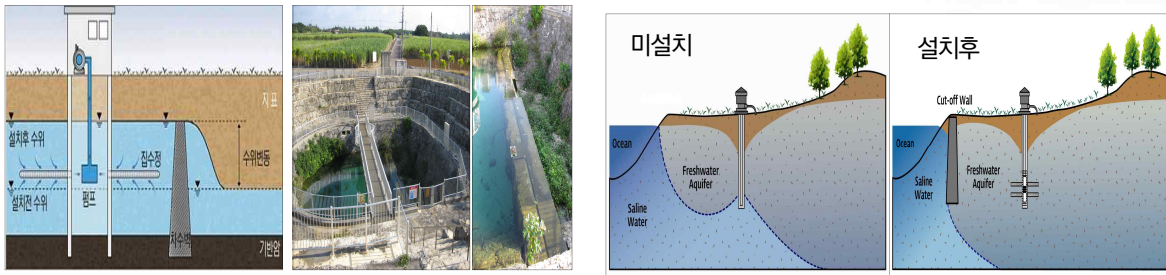 지표
설치후 수위
집수정
수위변동
설치전 수위
펌프
차수벽
기반암
미설치
Ocean
Freshwater
Aquifer
Saline
Water
설치후
Cut-off Wall
Ocean
Saline
Water
Freshwater
Aquifer